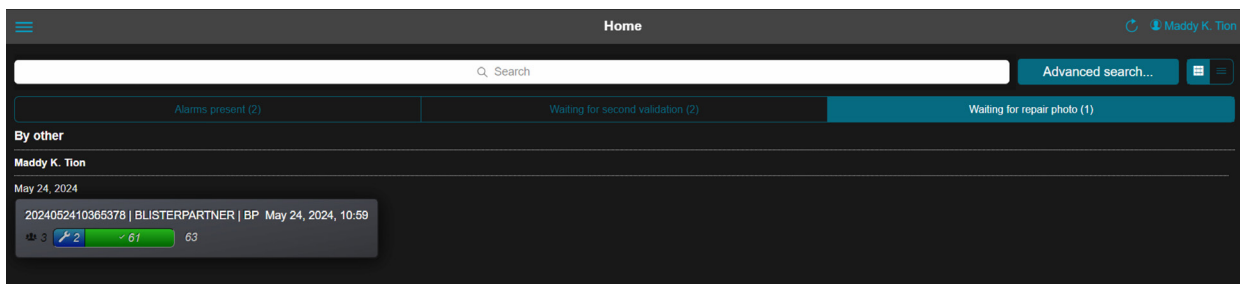 Home
Maddy K. Tion
Search
Advanced search...
Alarms present (2)
Waiting for second validation (2)
Waiting for repair photo (1)
By other
Maddy K. Tion
May 24, 2024
2024052410365378 | BLISTERPARTNER | BP May 24, 2024, 10:59
3 2 61 63